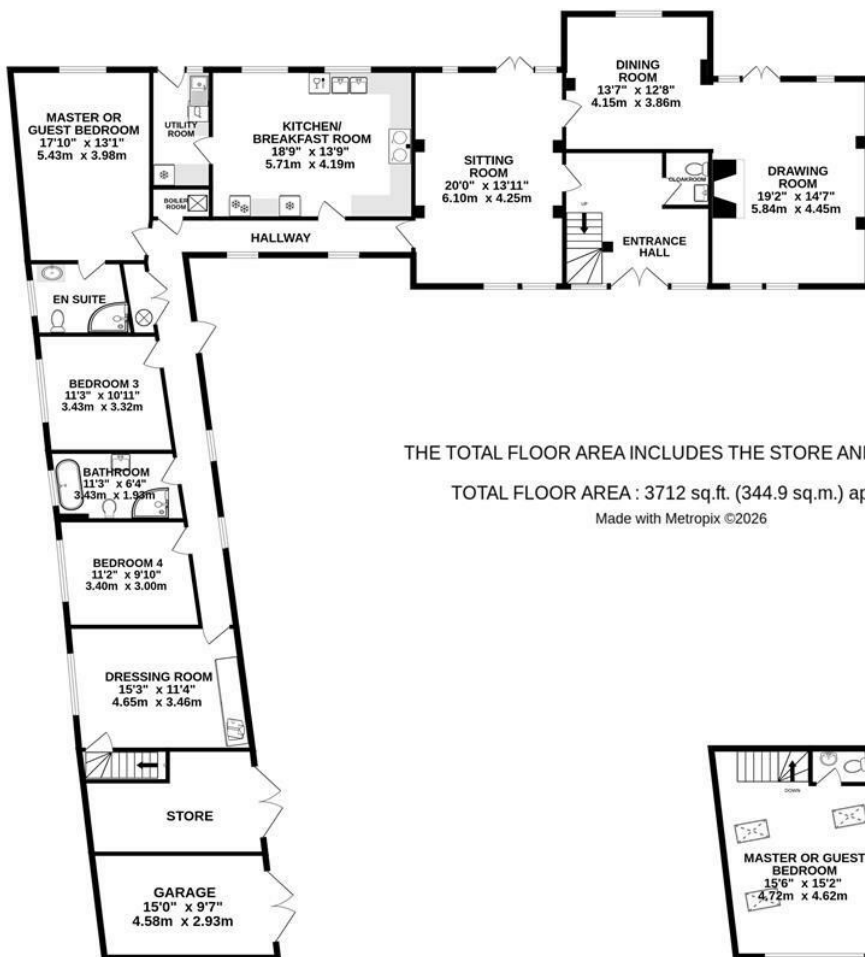 DINING
ROOM
13'7" x 12'8"
4.15m x 3.86m
MASTER OR
GUEST BEDROOM
17'10" x 13'1"
5.43m x 3.98m
UTILITY
ROOM
KITCHEN/
BREAKFAST ROOM
18'9" x 13'9"
5.71m x 4.19m
SITTING
ROOM
20'0" x 13'11"
6.10m x 4.25m
CLOAKROOM
DRAWING
ROOM
19'2" x 14'7"
5.84m x 4.45m
BOILER
ROOM
UP
HALLWAY
ENTRANCE
HALL
EN SUITE
BEDROOM 3
11'3" x 10'11"
3.43m x 3.32m
BATHROOM
11'3" x 6'4"
3.43m x 1.93m
BEDROOM 4
11'2" x 9'10"
3.40m x 3.00m
DRESSING ROOM
15'3" x 11'4"
4.65m x 3.46m
STORE
GARAGE
15'0" x 9'7"
4.58m x 2.93m
THE TOTAL FLOOR AREA INCLUDES THE STORE AN
TOTAL FLOOR AREA : 3712 sq.ft. (344.9 sq.m.) ap
Made with Metropix ©2026
DOWN
MASTER OR GUEST
BEDROOM
15'6" x 15'2"
4.72m x 4.62m